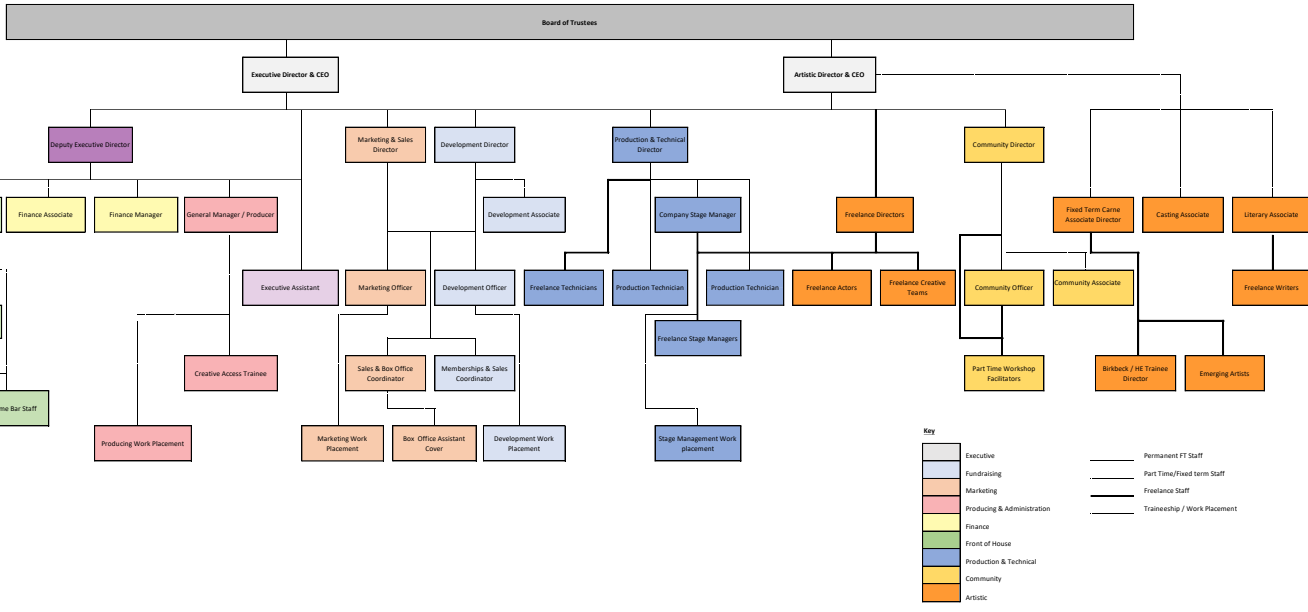 Board of Trustees
Executive Director & CEO
Artistic Director & CEO
Deputy Executive Director
Marketing & Sales
Director
Development Director
Production & Technical
Director
Community Director
Finance Associate
Finance Manager
General Manager / Producer
Development Associate
Company Stage Manager
Freelance Directors
Fixed Term Carne
Associate Director
Casting Associate
Literary Associate
Executive Assistant
Marketing Officer
Development Officer
Freelance Technicians
Production Technician
Production Technician
Freelance Actors
Freelance Creative
Teams
Community Officer
Community Associate
Freelance Writers
Freelance Stage Managers
Creative Access Trainee
Sales & Box Office
Coordinator
Memberships & Sales
Coordinator
Part Time Workshop
Facilitators
Birkbeck / HE Trainee
Director
Emerging Artists
me Bar Staff
Producing Work Placement
Marketing Work
Placement
Box Office Assistant
Cover
Development Work
Placement
Stage Management Work
placement
Key
Executive
Fundraising
Marketing
Producing & Administration
Finance
Front of House
Production & Technical
Community
Artistic
Permanent FT Staff
Part Time/Fixed term Staff
Freelance Staff
Traineeship / Work Placement